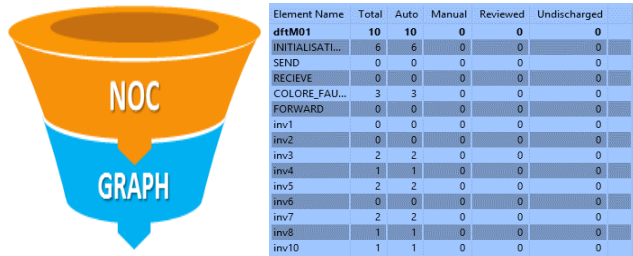 NOC
GRAPH
Element Name Total Auto Manual Reviewed Undischarged
dftM01 10 10 0 0 0
INITIALISATI... 6 6 0 0 0
SEND 0 0 0 0 0
RECIEVE 0 0 0 0 0
COLORE_FAU... 3 3 0 0 0
FORWARD 0 0 0 0 0
inv1 0 0 0 0 0
inv2 0 0 0 0 0
inv3 2 2 0 0 0
inv4 1 1 0 0 0
inv5 2 2 0 0 0
inv6 0 0 0 0 0
inv7 2 2 0 0 0
inv8 1 1 0 0 0
inv10 1 1 0 0 0